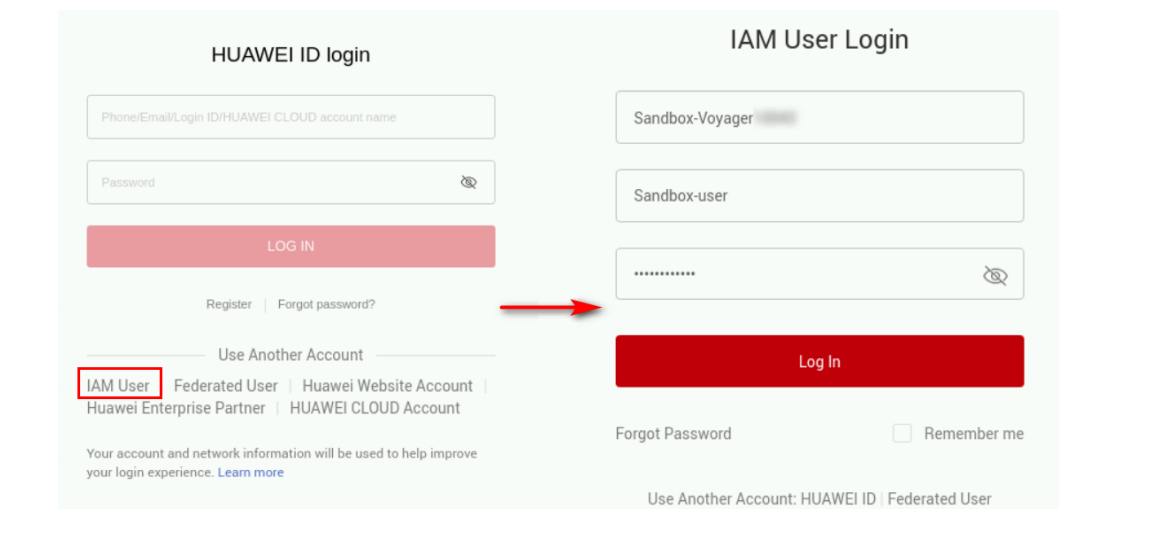 HUAWEI ID login
Phone/Email/Login ID/HUAWEI CLOUD account name
Password
LOG IN
Register | Forgot password?
Use Another Account
IAM User Federated User | Huawei Website Account |
Huawei Enterprise Partner | HUAWEI CLOUD Account
Your account and network information will be used to help improve
your login experience. Learn more
IAM User Login
Sandbox-Voyager
Sandbox-user
••••••••••••
Log In
Forgot Password Remember me
Use Another Account: HUAWEI ID | Federated User